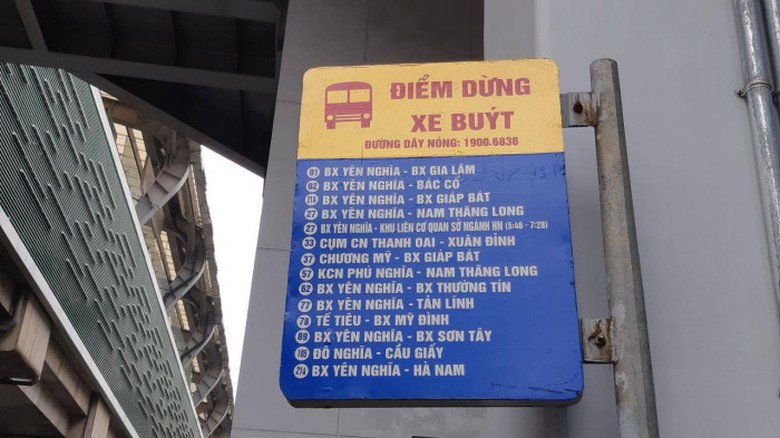 ĐIỂM DỪNG
XE BUÝT
ĐƯỜNG DÂY NÓNG: 1900.6836
01 BX YÊN NGHĨA - BX GIA LÂM
02 BX YÊN NGHĨA - BÁC CỔ
21A BX YÊN NGHĨA - BX GIÁP BÁT
27 BX YÊN NGHĨA - NAM THĂNG LONG
27 BX YÊN NGHĨA - KHU LIÊN CƠ QUAN SỞ NGÀNH HN (5:48 - 7:28)
33 CỤM CN THANH OAI - XUÂN ĐỈNH
37 CHƯƠNG MỸ - BX GIÁP BÁT
57 KCN PHÚ NGHĨA - NAM THĂNG LONG
62 BX YÊN NGHĨA - BX THƯỜNG TÍN
77 BX YÊN NGHĨA - TẢN LĨNH
78 TẾ TIÊU - BX MỸ ĐÌNH
89 BX YÊN NGHĨA - BX SƠN TÂY
105 ĐÔ NGHĨA - CẦU GIẤY
214 BX YÊN NGHĨA - HÀ NAM